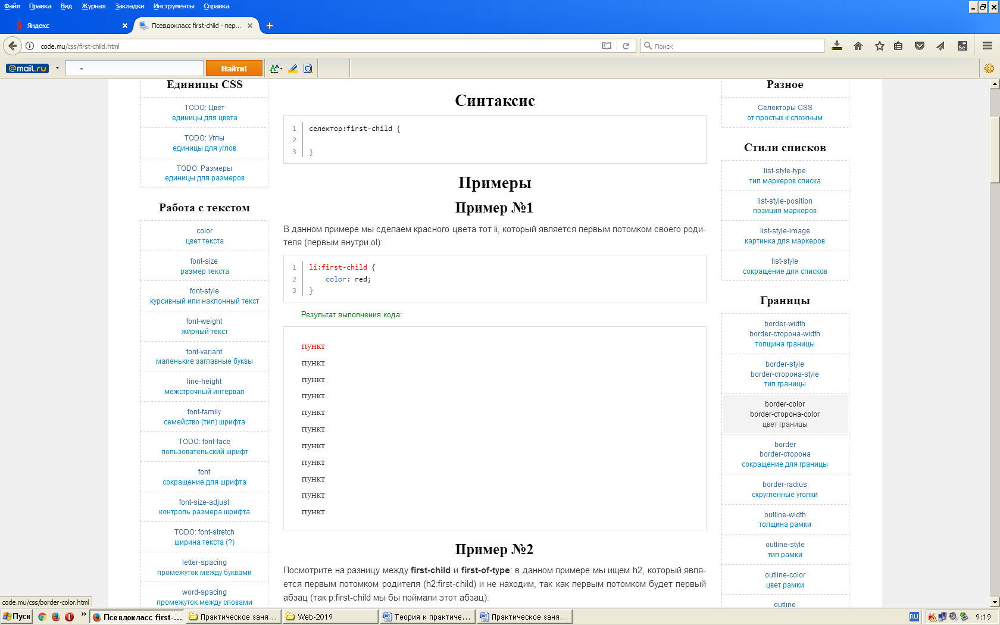 Файл Правка Вид Журнал Закладки Инструменты Справка
Яндекс
Псевдокласс first-child - пер...
code.mu/css/first-child.html
Поиск
@mail.ru
Найти!
Единицы CSS
TODO: Цвет
единицы для цвета
TODO: Углы
единицы для углов
TODO: Размеры
единицы для размеров
Работа с текстом
color
цвет текста
font-size
размер текста
font-style
курсивный или наклонный текст
font-weight
жирный текст
font-variant
маленькие заглавные буквы
line-height
межстрочный интервал
font-family
семейство (тип) шрифта
TODO: font-face
пользовательский шрифт
font
сокращение для шрифта
font-size-adjust
контроль размера шрифта
TODO: font-stretch
ширина текста (?)
letter-spacing
промежуток между буквами
word-spacing
промежуток между словами
Синтаксис
1 селектор:first-child {
2
3 }
Примеры
Пример №1
В данном примере мы сделаем красного цвета тот li, который является первым потомком своего роди-
теля (первым внутри ol):
1 li:first-child {
2 color: red;
3 }
Результат выполнения кода:
пункт
пункт
пункт
пункт
пункт
пункт
пункт
пункт
пункт
пункт
пункт
Пример №2
Посмотрите на разницу между first-child и first-of-type: в данном примере мы ищем h2, который явля-
ется первым потомком родителя (h2:first-child) и не находим, так как первым потомком будет первый
абзац (так p:first-child мы бы поймали этот абзац):
Разное
Селекторы CSS
от простых к сложным
Стили списков
list-style-type
тип маркеров списка
list-style-position
позиция маркеров
list-style-image
картинка для маркеров
list-style
сокращение для списков
Границы
border-width
border-сторона-width
толщина границы
border-style
border-сторона-style
тип границы
border-color
border-сторона-color
цвет границы
border
border-сторона
сокращение для границы
border-radius
скругленные уголки
outline-width
толщина рамки
outline-style
тип рамки
outline-color
цвет рамки
outline
code.mu/css/border-color.html
Пуск
Псевдокласс first-...
Практическое заня...
Web-2019
Теория к практиче...
Практическое заня...
RU
9:19